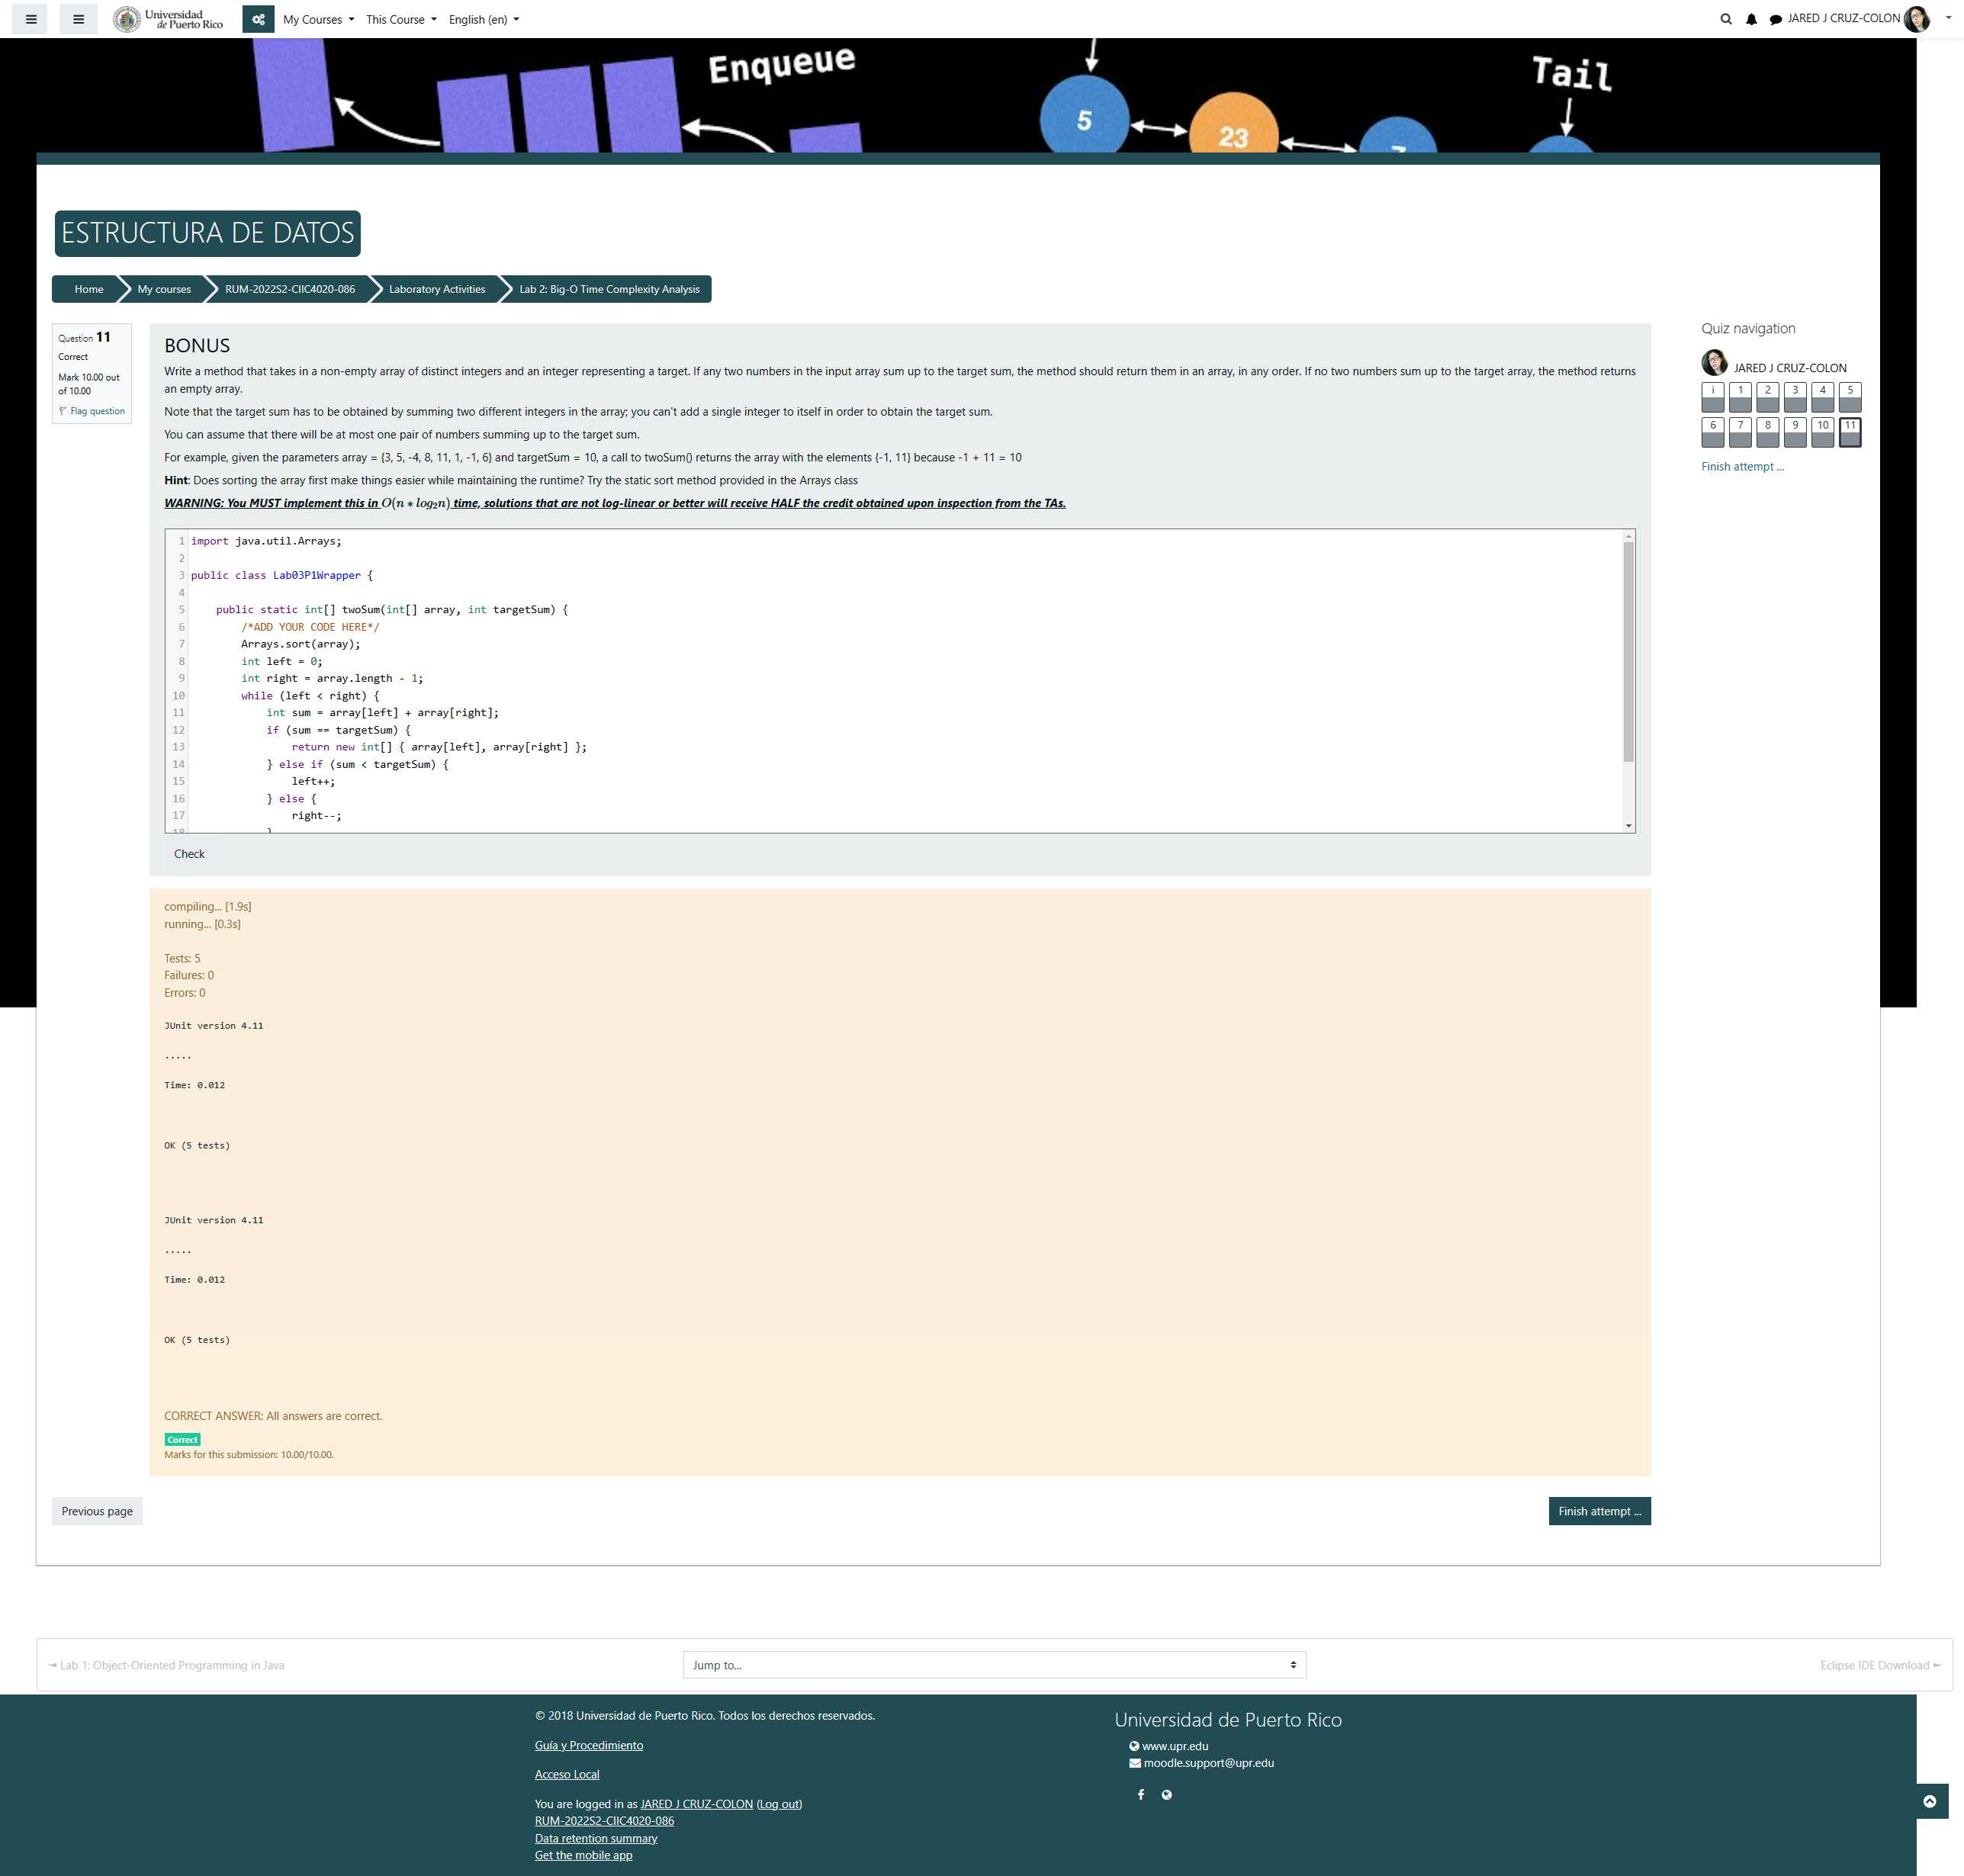 Universidad
de Puerto Rico
My Courses
This Course
English (en)
JARED J CRUZ-COLON
Enqueue
5
23
Tail
ESTRUCTURA DE DATOS
Home
My courses
RUM-2022S2-CIIC4020-086
Laboratory Activities
Lab 2: Big-O Time Complexity Analysis
Question 11
Correct
Mark 10.00 out
of 10.00
Flag question
BONUS
Write a method that takes in a non-empty array of distinct integers and an integer representing a target. If any two numbers in the input array sum up to the target sum, the method should return them in an array, in any order. If no two numbers sum up to the target array, the method returns
an empty array.
Note that the target sum has to be obtained by summing two different integers in the array; you can't add a single integer to itself in order to obtain the target sum.
You can assume that there will be at most one pair of numbers summing up to the target sum.
For example, given the parameters array = {3, 5, -4, 8, 11, 1, -1, 6} and targetSum = 10, a call to twoSum() returns the array with the elements {-1, 11} because -1 + 11 = 10
Hint: Does sorting the array first make things easier while maintaining the runtime? Try the static sort method provided in the Arrays class
WARNING: You MUST implement this in O(n * log₂n) time, solutions that are not log-linear or better will receive HALF the credit obtained upon inspection from the TAs.
1 import java.util.Arrays;
2
3 public class Lab03P1Wrapper {
4
5 public static int[] twoSum(int[] array, int targetSum) {
6 /*ADD YOUR CODE HERE*/
7 Arrays.sort(array);
8 int left = 0;
9 int right = array.length - 1;
10 while (left < right) {
11 int sum = array[left] + array[right];
12 if (sum == targetSum) {
13 return new int[] { array[left], array[right] };
14 } else if (sum < targetSum) {
15 left++;
16 } else {
17 right--;
18 }
Check
compiling... [1.9s]
running... [0.3s]
Tests: 5
Failures: 0
Errors: 0
JUnit version 4.11
.....
Time: 0.012
OK (5 tests)
JUnit version 4.11
.....
Time: 0.012
OK (5 tests)
CORRECT ANSWER: All answers are correct.
Correct
Marks for this submission: 10.00/10.00.
Previous page
Finish attempt ...
Quiz navigation
JARED J CRUZ-COLON
i 1 2 3 4 5
6 7 8 9 10 11
Finish attempt ...
◄ Lab 1: Object-Oriented Programming in Java
Jump to...
Eclipse IDE Download ►
© 2018 Universidad de Puerto Rico. Todos los derechos reservados.
Guía y Procedimiento
Acceso Local
You are logged in as JARED J CRUZ-COLON (Log out)
RUM-2022S2-CIIC4020-086
Data retention summary
Get the mobile app
Universidad de Puerto Rico
www.upr.edu
moodle.support@upr.edu